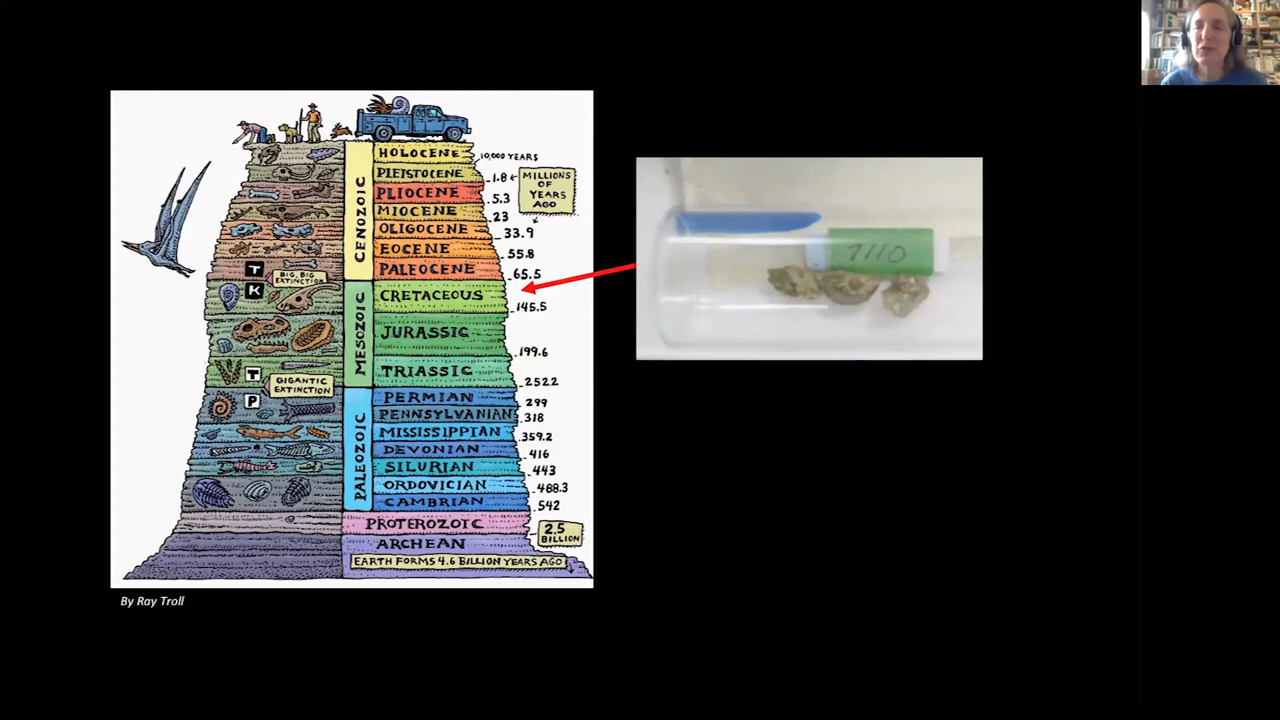 HOLOCENE
10,000 YEARS
PLEISTOCENE
1.8
MILLIONS
OF
YEARS
AGO
PLIOCENE
5.3
MIOCENE
23
OLIGOCENE
33.9
EOCENE
55.8
PALEOCENE
65.5
CENOZOIC
T
BIG, BIG
EXTINCTION
K
CRETACEOUS
145.5
JURASSIC
199.6
TRIASSIC
252.2
MESOZOIC
T
GIGANTIC
EXTINCTION
P
PERMIAN
299
PENNSYLVANIAN
318
MISSISSIPPIAN
359.2
DEVONIAN
416
SILURIAN
443
ORDOVICIAN
488.3
CAMBRIAN
542
PALEOZOIC
PROTEROZOIC
2.5
BILLION
ARCHEAN
EARTH FORMS 4.6 BILLION YEARS AGO
By Ray Troll
7110